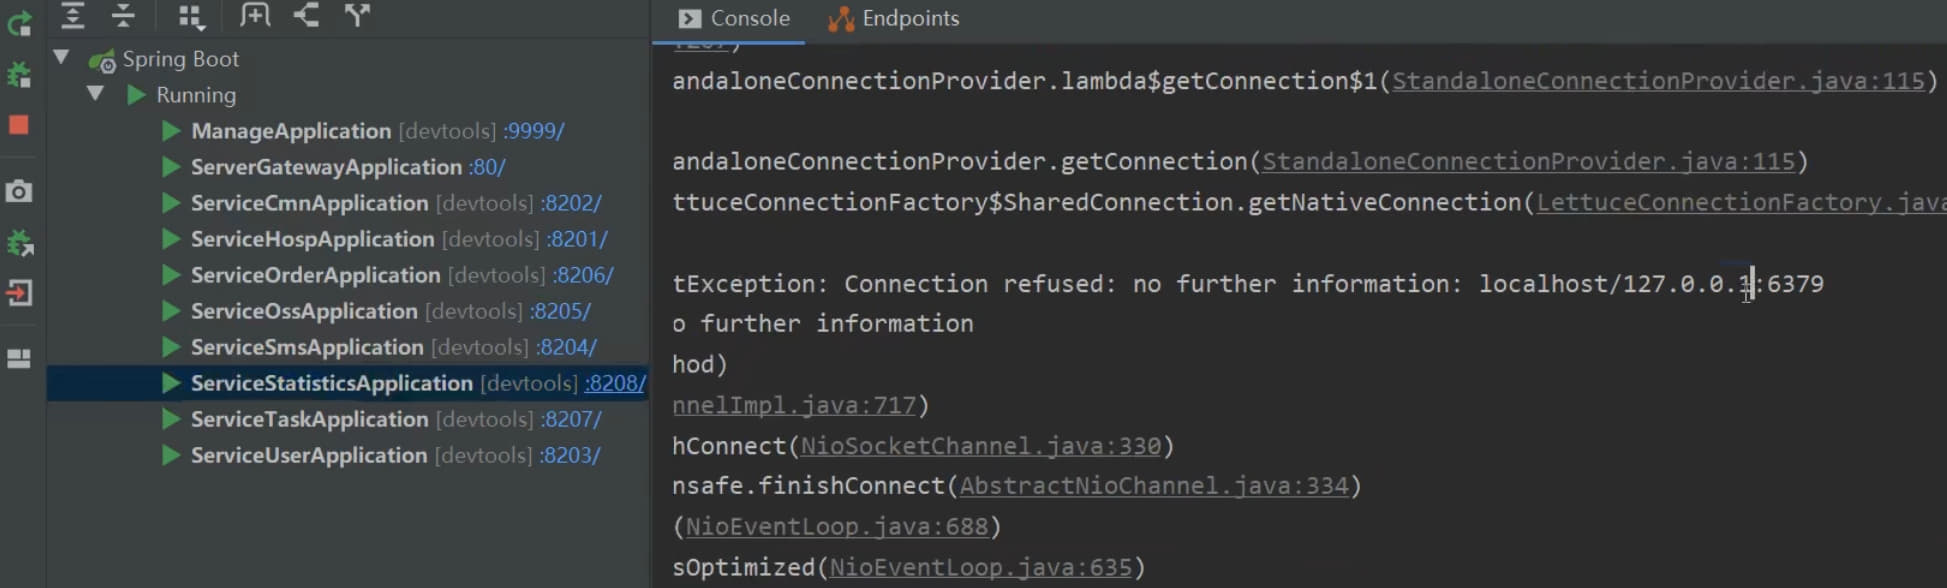 Console Endpoints
Spring Boot
Running
ManageApplication [devtools] :9999/
ServerGatewayApplication :80/
ServiceCmnApplication [devtools] :8202/
ServiceHospApplication [devtools] :8201/
ServiceOrderApplication [devtools] :8206/
ServiceOssApplication [devtools] :8205/
ServiceSmsApplication [devtools] :8204/
ServiceStatisticsApplication [devtools] :8208/
ServiceTaskApplication [devtools] :8207/
ServiceUserApplication [devtools] :8203/
andaloneConnectionProvider.lambda$getConnection$1(StandaloneConnectionProvider.java:115)
andaloneConnectionProvider.getConnection(StandaloneConnectionProvider.java:115)
ttuceConnectionFactory$SharedConnection.getNativeConnection(LettuceConnectionFactory.java
tException: Connection refused: no further information: localhost/127.0.0.1:6379
o further information
hod)
nnelImpl.java:717)
hConnect(NioSocketChannel.java:330)
nsafe.finishConnect(AbstractNioChannel.java:334)
(NioEventLoop.java:688)
sOptimized(NioEventLoop.java:635)